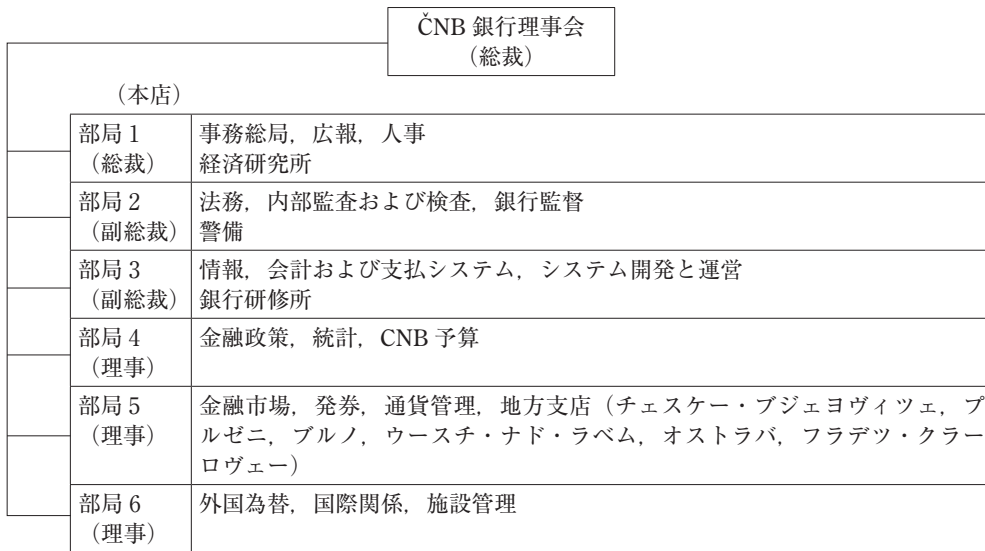 ČNB 銀行理事会
（総裁）
（本店）
部局 1
（総裁）
事務総局，広報，人事
経済研究所
部局 2
（副総裁）
法務，内部監査および検査，銀行監督
警備
部局 3
（副総裁）
情報，会計および支払システム，システム開発と運営
銀行研修所
部局 4
（理事）
金融政策，統計，CNB 予算
部局 5
（理事）
金融市場，発券，通貨管理，地方支店（チェスケー・ブジェヨヴィツェ，プ
ルゼニ，ブルノ，ウースチ・ナド・ラベム，オストラバ，フラデツ・クラー
ロヴェー）
部局 6
（理事）
外国為替，国際関係，施設管理